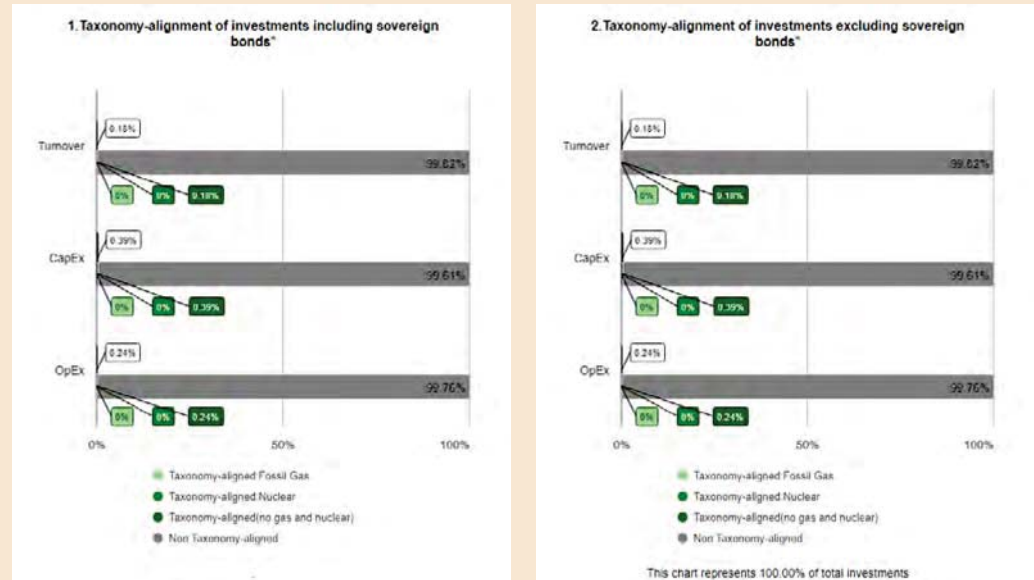 1.Taxonomy-alignment of investments including sovereign
bonds*
Turnover
0.18%
99.82%
0%
0%
0.18%
CapEx
0.39%
99.61%
0%
0%
0.39%
OpEx
0.24%
99.76%
0%
0%
0.24%
0%
50%
100%
Taxonomy-aligned Fossil Gas
Taxonomy-aligned Nuclear
Taxonomy-aligned(no gas and nuclear)
Non Taxonomy-aligned
2.Taxonomy-alignment of investments excluding sovereign
bonds*
Turnover
0.18%
99.82%
0%
0%
0.18%
CapEx
0.39%
99.61%
0%
0%
0.39%
OpEx
0.24%
99.76%
0%
0%
0.24%
0%
50%
100%
Taxonomy-aligned Fossil Gas
Taxonomy-aligned Nuclear
Taxonomy-aligned(no gas and nuclear)
Non Taxonomy-aligned
This chart represents 100.00% of total investments